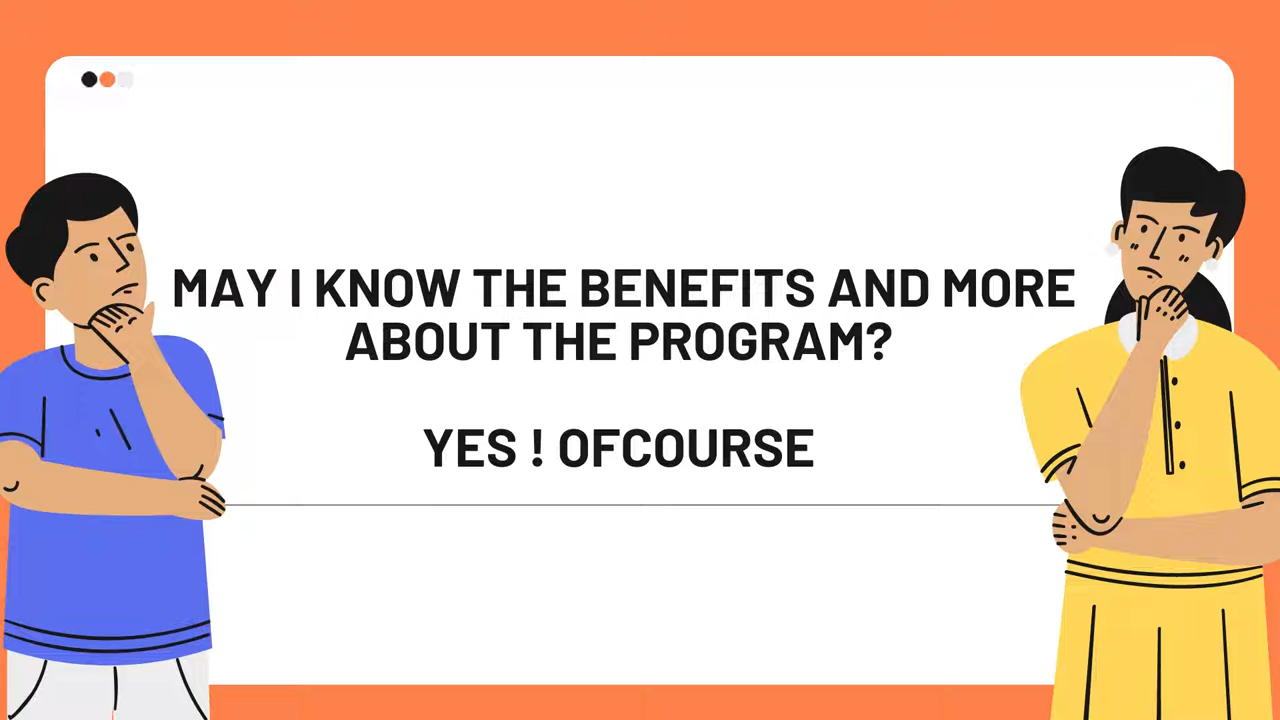 MAY I KNOW THE BENEFITS AND MORE
ABOUT THE PROGRAM?
YES ! OFCOURSE